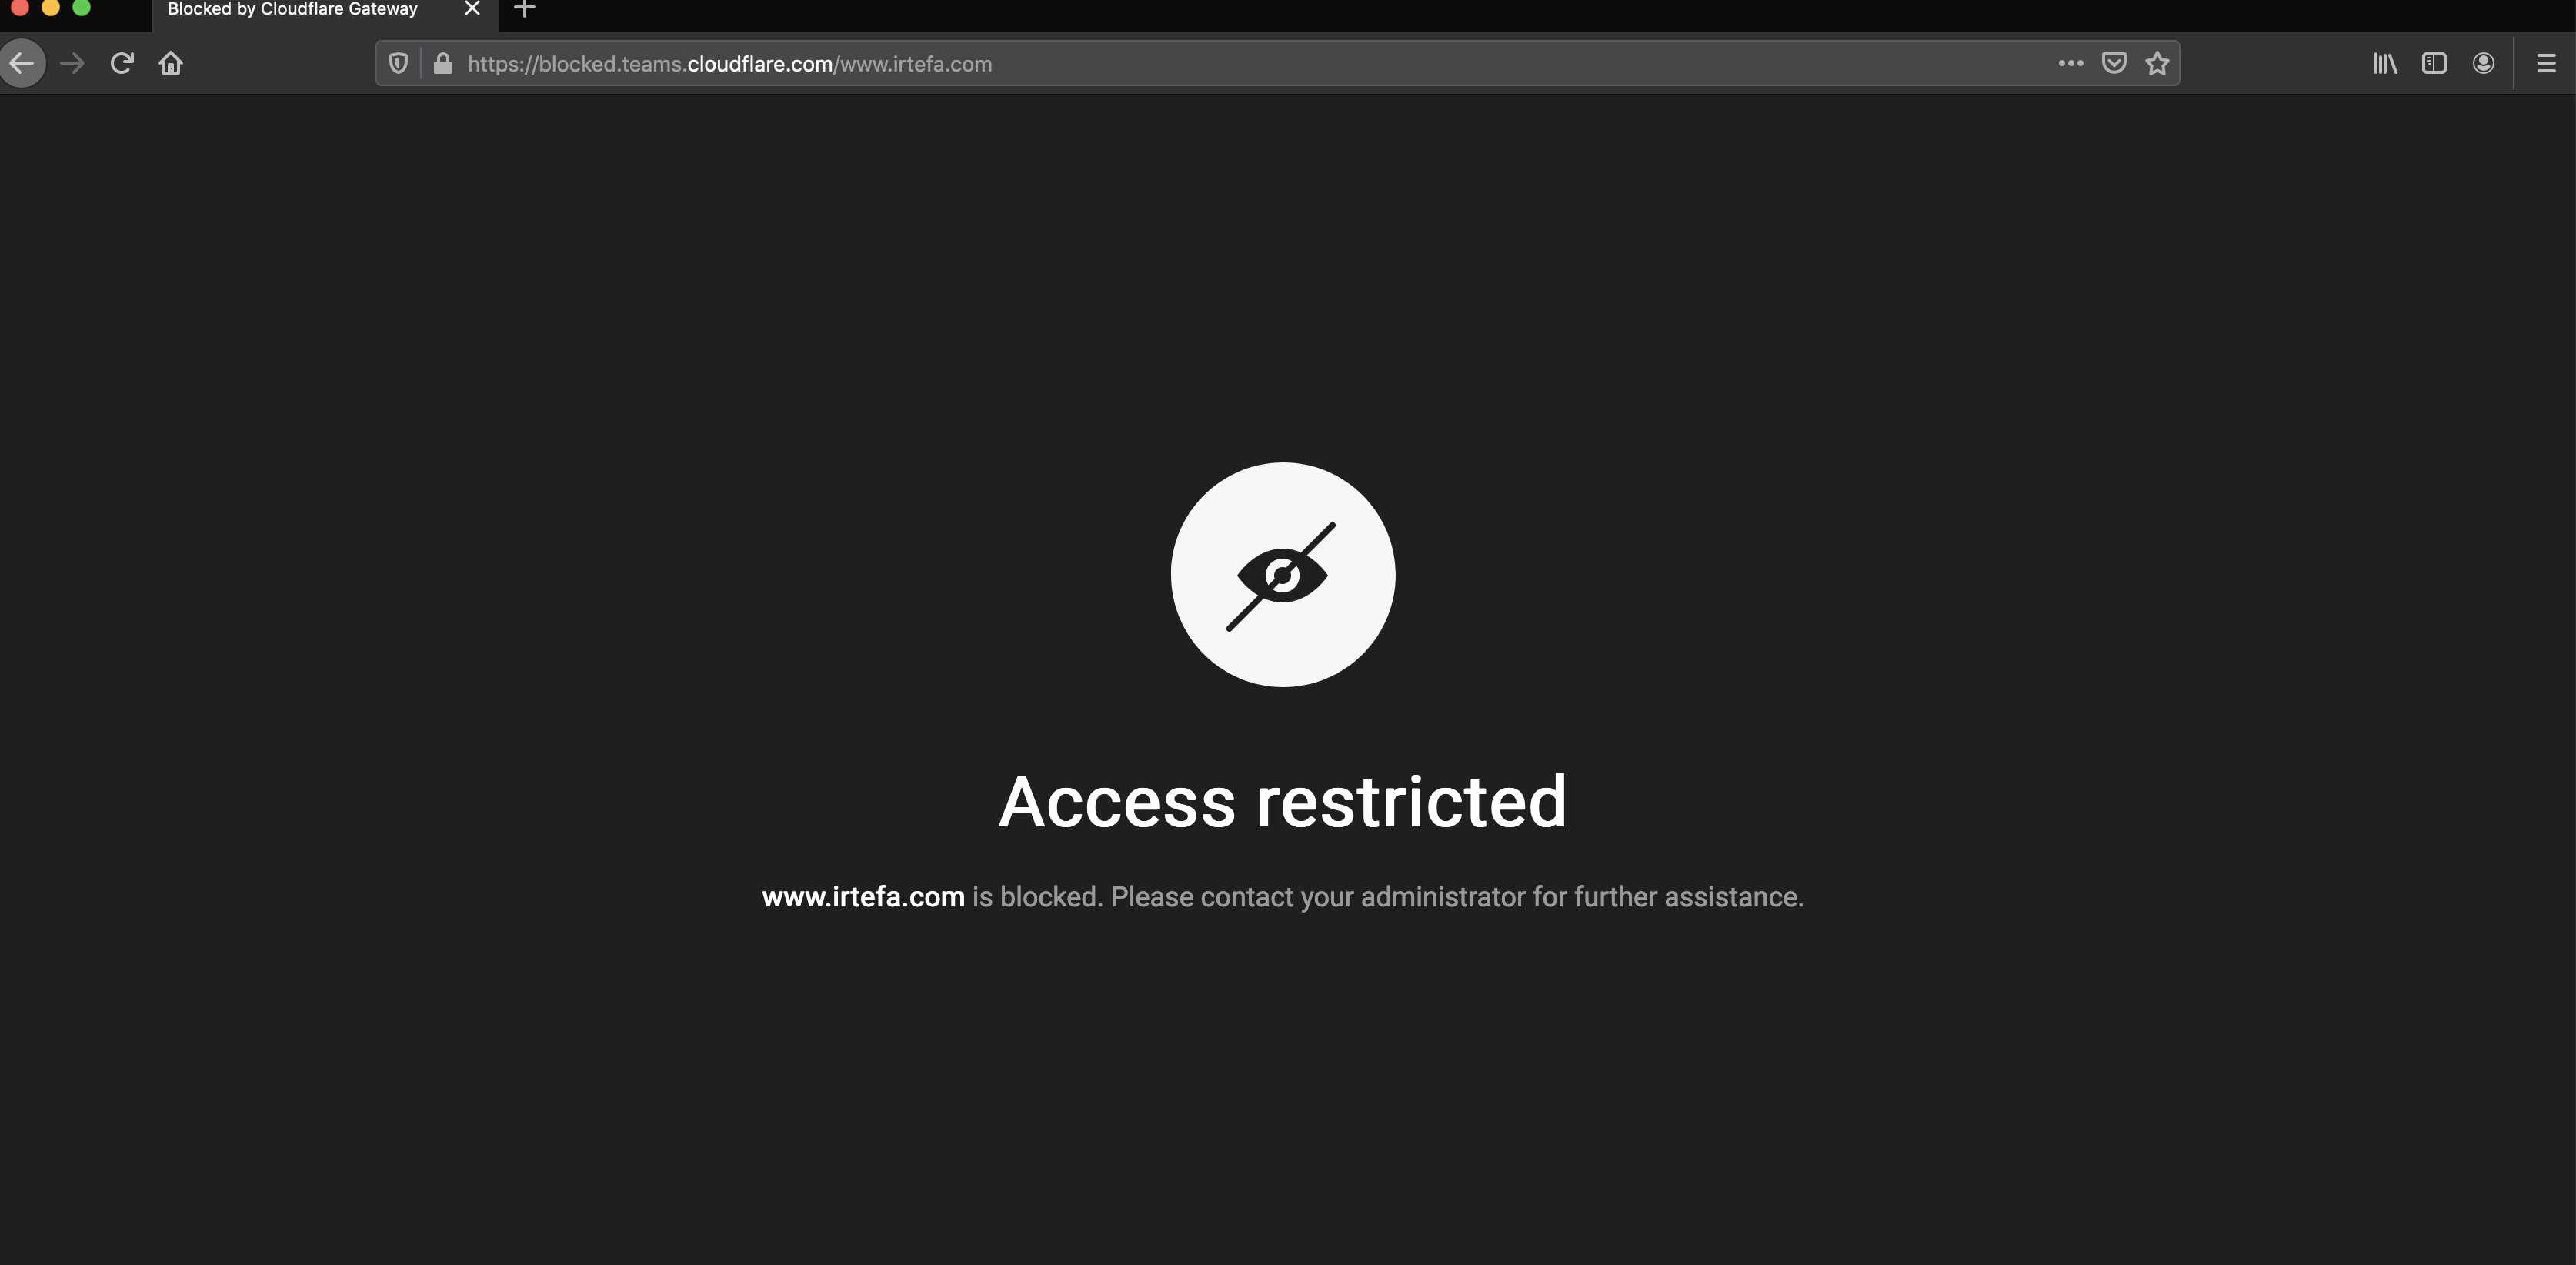 Blocked by Cloudflare Gateway
https://blocked.teams.cloudflare.com/www.irtefa.com
Access restricted
www.irtefa.com is blocked. Please contact your administrator for further assistance.